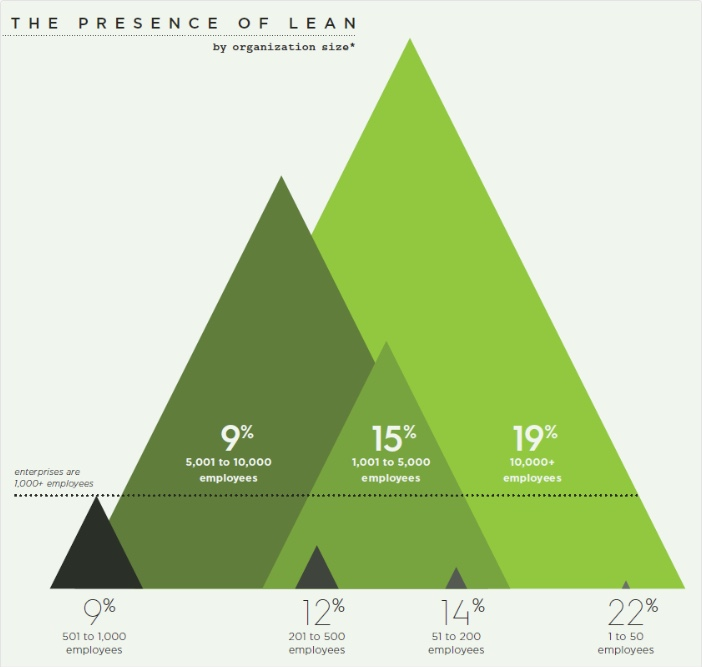 THE PRESENCE OF LEAN
by organization size*
9%
5,001 to 10,000
employees
15%
1,001 to 5,000
employees
19%
10,000+
employees
enterprises are
1,000+ employees
9%
501 to 1,000
employees
12%
201 to 500
employees
14%
51 to 200
employees
22%
1 to 50
employees